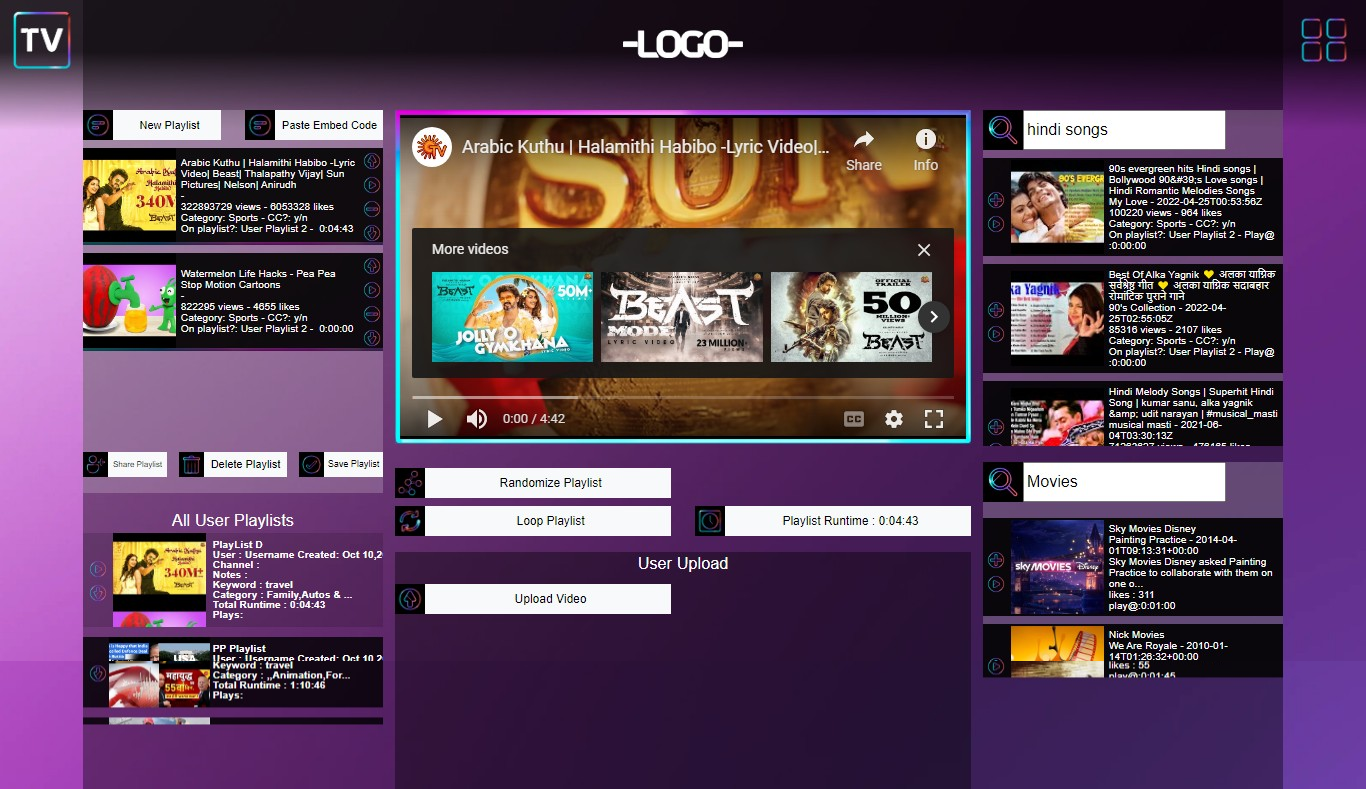 TV
-LOGO-
New Playlist
Paste Embed Code
Arabic Kuthu | Halamithi Habibo -Lyric
Video| Beast| Thalapathy Vijay| Sun
Pictures| Nelson| Anirudh
-
322893729 views - 6053328 likes
Category: Sports - CC?: y/n
On playlist?: User Playlist 2 - 0:04:43
Watermelon Life Hacks - Pea Pea
Stop Motion Cartoons
-
822295 views - 4655 likes
Category: Sports - CC?: y/n
On playlist?: User Playlist 2 - 0:00:00
Share Playlist
Delete Playlist
Save Playlist
All User Playlists
PlayList D
User : Username Created: Oct 10,2
Channel :
Notes :
Keyword : travel
Category : Family,Autos & ...
Total Runtime : 0:04:43
Plays:
PP Playlist
User : Username Created: Oct 10,2
Keyword : travel
Category : ,,Animation,For...
Total Runtime : 1:10:46
Plays:
Arabic Kuthu | Halamithi Habibo -Lyric Video|...
Share
Info
More videos
BEAST
50M+
JOLLY O
GYMKHANA
LYRIC VIDEO
BEAST
MODE
LYRIC VIDEO
23 MILLION+
VIEWS
OFFICIAL
TRAILER
50
MILLION+
VIEWS
BEAST
0:00 / 4:42
CC
Randomize Playlist
Loop Playlist
Playlist Runtime : 0:04:43
User Upload
Upload Video
hindi songs
90s evergreen hits Hindi songs |
Bollywood 90&#39;s Love songs |
Hindi Romantic Melodies Songs
My Love - 2022-04-25T00:53:56Z
100220 views - 964 likes
Category: Sports - CC?: y/n
On playlist?: User Playlist 2 - Play@
:0:00:00
Best Of Alka Yagnik 💛 अलका याग्निक
सर्वश्रेष्ठ गीत 💛 अलका याग्निक सदाबहार
रोमांटिक पुराने गाने
90's Collection - 2022-04-
25T02:55:05Z
85316 views - 2107 likes
Category: Sports - CC?: y/n
On playlist?: User Playlist 2 - Play@
:0:00:00
Hindi Melody Songs | Superhit Hindi
Song | kumar sanu, alka yagnik
&amp; udit narayan | #musical_masti
musical masti - 2021-06-
04T03:30:13Z
Movies
sky MOVIES Disney
Sky Movies Disney
Painting Practice - 2014-04-
01T09:13:31+00:00
Sky Movies Disney asked Painting
Practice to collaborate with them on
one o...
likes : 311
play@:0:01:00
Nick Movies
We Are Royale - 2010-01-
14T01:26:32+00:00
likes : 55
play@:0:01:45